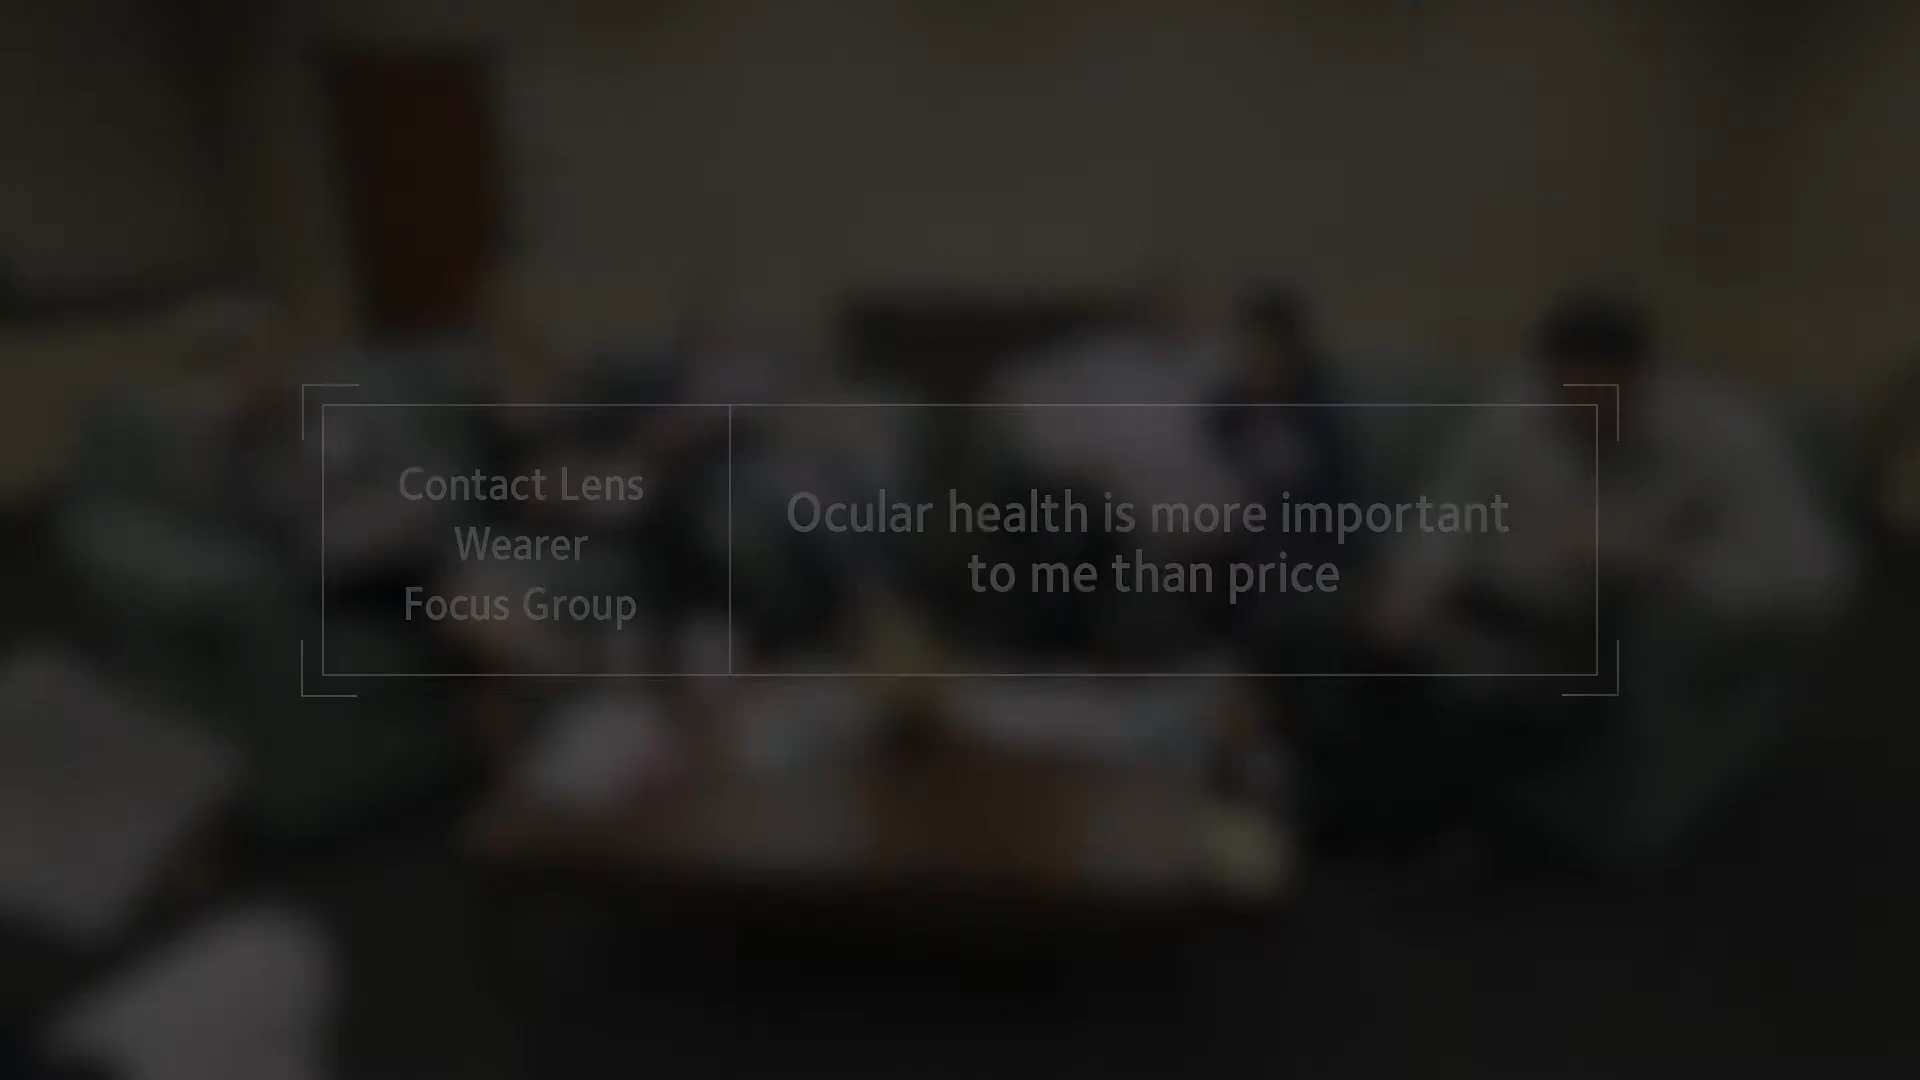 Contact Lens
Wearer
Focus Group
Ocular health is more important
to me than price